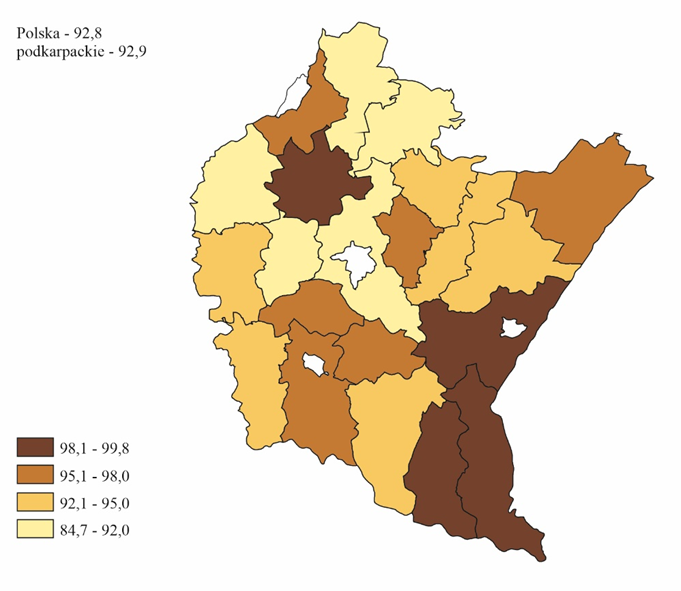 Polska - 92,8
podkarpackie - 92,9
98,1 - 99,8
95,1 - 98,0
92,1 - 95,0
84,7 - 92,0